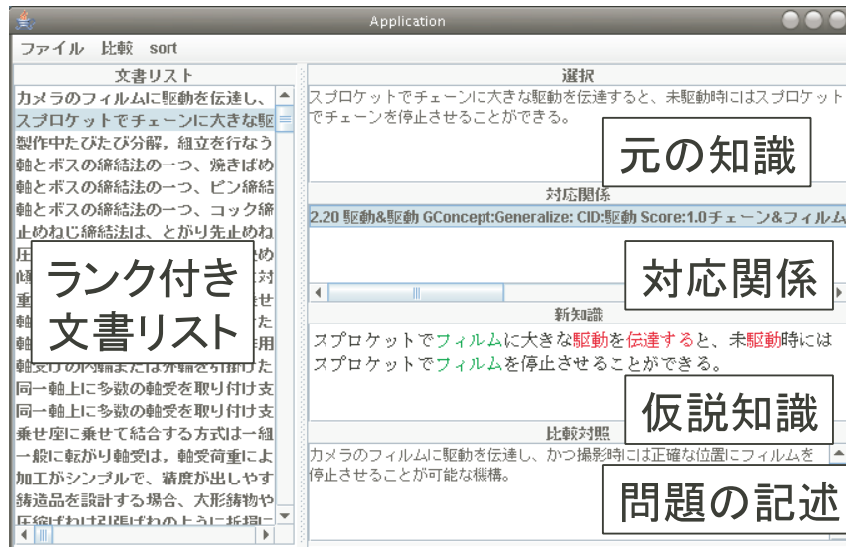 Application
ファイル 比較 sort
文書リスト
カメラのフィルムに駆動を伝達し、
スプロケットでチェーンに大きな駆
製作中たびたび分解，組立を行なう
軸とボスの締結法の一つ、焼きばめ
軸とボスの締結法の一つ、ピン締結
軸とボスの締結法の一つ、コック締
止めねじ締結法は、とがり先止めね
ランク付き
文書リスト
同一軸上に多数の軸受を取り付け支
同一軸上に多数の軸受を取り付け支
乗せ座に乗せて結合する方式は一組
一般に転がり軸受は，軸受荷重によ
加工がシンプルで、精度が出しやす
鋳造品を設計する場合、大形鋳物や
選択
スプロケットでチェーンに大きな駆動を伝達すると、未駆動時にはスプロケット
でチェーンを停止させることができる。
元の知識
対応関係
2.20 駆動&駆動 GConcept:Generalize: CID:駆動 Score:1.0チェーン&フィルム
対応関係
新知識
スプロケットでフィルムに大きな駆動を伝達すると、未駆動時には
スプロケットでフィルムを停止させることができる。
仮説知識
比較対照
カメラのフィルムに駆動を伝達し、かつ撮影時には正確な位置にフィルムを
停止させることが可能な機構。
問題の記述